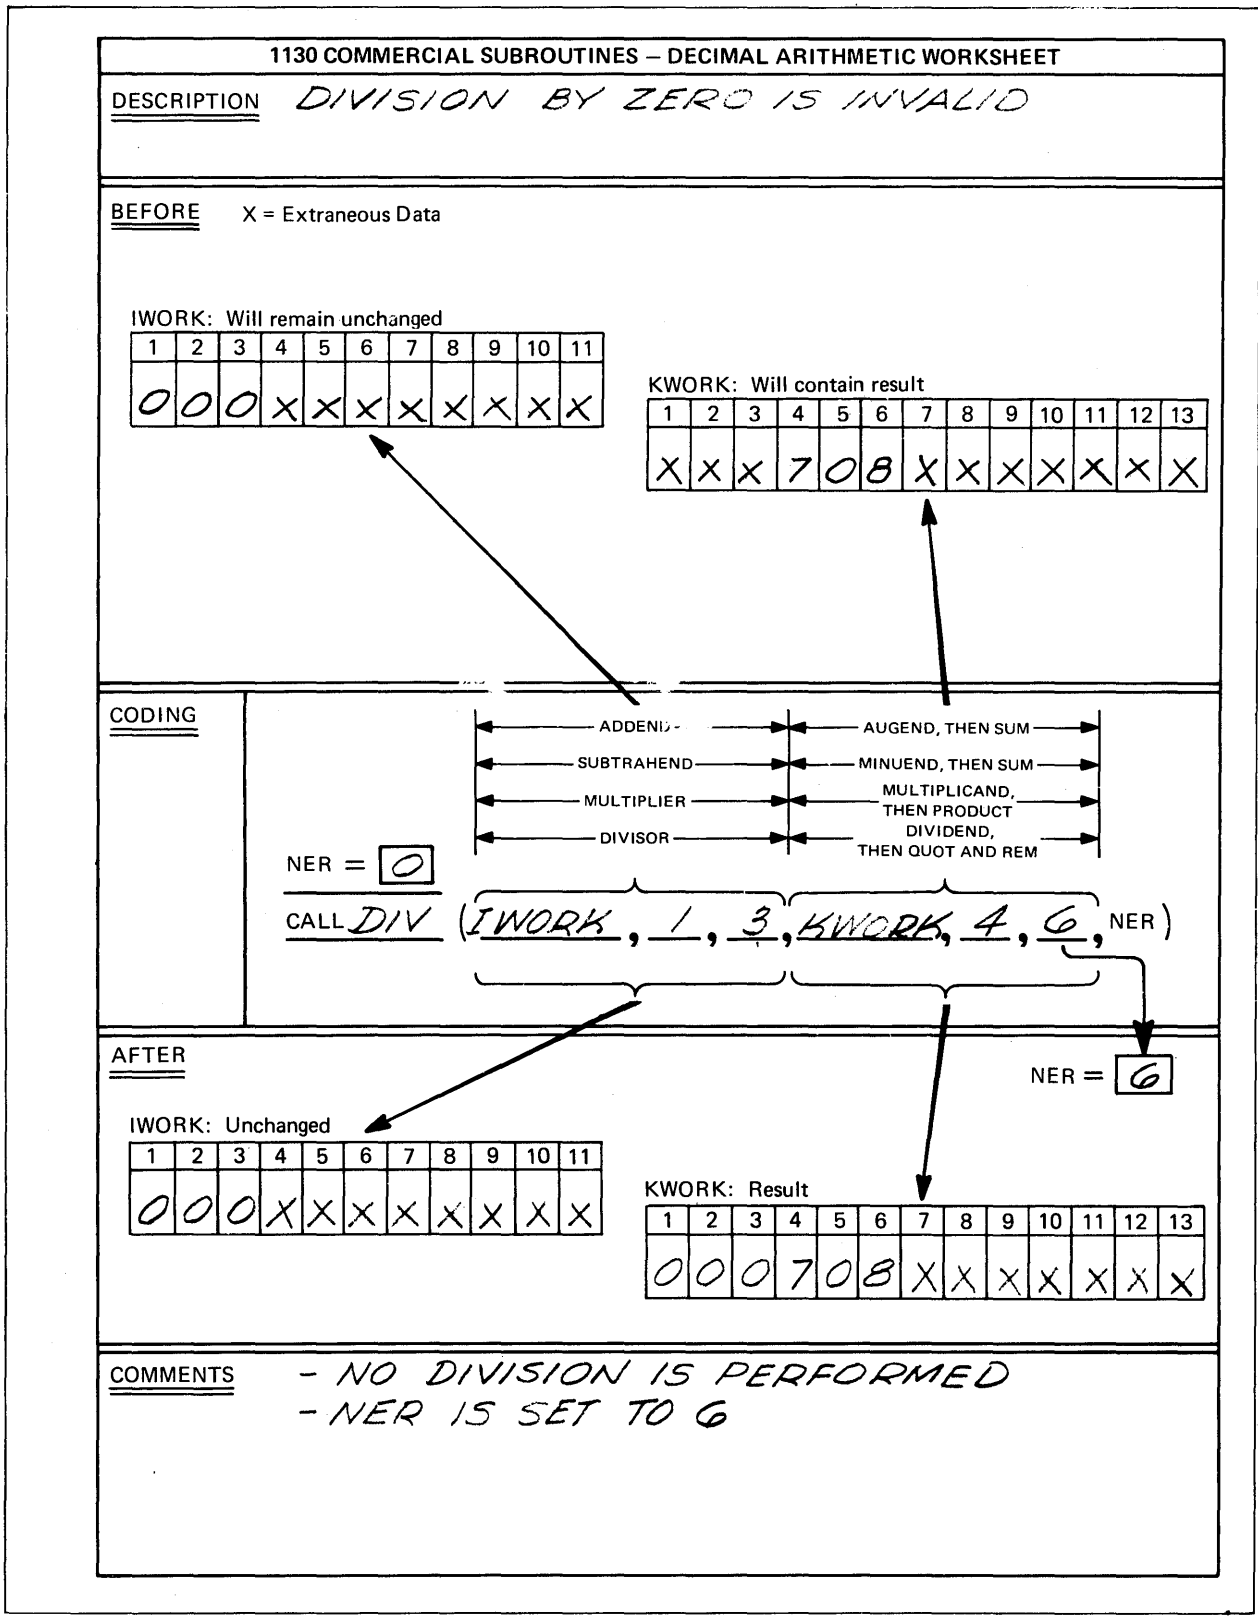 1130 COMMERCIAL SUBROUTINES – DECIMAL ARITHMETIC WORKSHEET
DESCRIPTION DIVISION BY ZERO IS INVALID
BEFORE X = Extraneous Data
IWORK: Will remain unchanged
1 2 3 4 5 6 7 8 9 10 11
0 0 0 X X X X X X X X
KWORK: Will contain result
1 2 3 4 5 6 7 8 9 10 11 12 13
X X X 7 0 8 X X X X X X X
CODING
ADDEND AUGEND, THEN SUM
SUBTRAHEND MINUEND, THEN SUM
MULTIPLIER MULTIPLICAND,
THEN PRODUCT
DIVISOR DIVIDEND,
THEN QUOT AND REM
NER = 0
CALL DIV (IWORK, 1, 3, KWORK, 4, 6, NER)
AFTER
NER = 6
IWORK: Unchanged
1 2 3 4 5 6 7 8 9 10 11
0 0 0 X X X X X X X X
KWORK: Result
1 2 3 4 5 6 7 8 9 10 11 12 13
0 0 0 7 0 8 X X X X X X X
COMMENTS - NO DIVISION IS PERFORMED
- NER IS SET TO 6